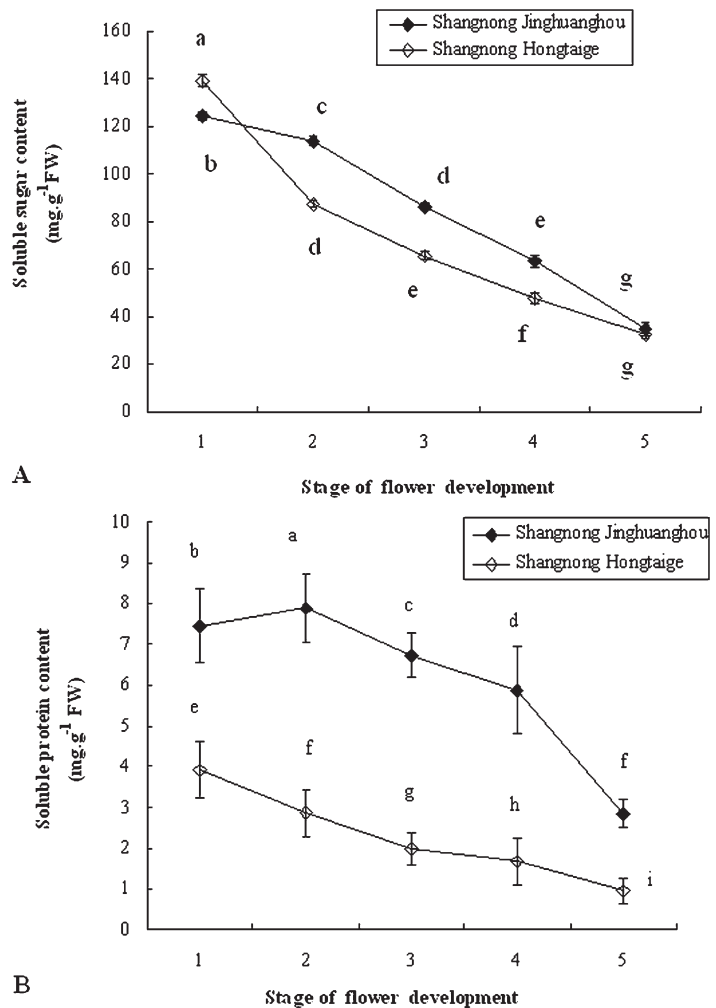 160
140
120
100
80
60
40
20
0
Soluble sugar content
(mg.g-1FW)
Shangnong Jinghuanghou
Shangnong Hongtaige
a
c
b
d
e
d
g
e
f
g
1 2 3 4 5
A
Stage of flower development
10
9
8
7
6
5
4
3
2
1
0
Soluble protein content
(mg.g-1 FW)
Shangnong Jinghuanghou
Shangnong Hongtaige
b
a
c
d
e
f
f
g
h
i
1 2 3 4 5
B
Stage of flower development